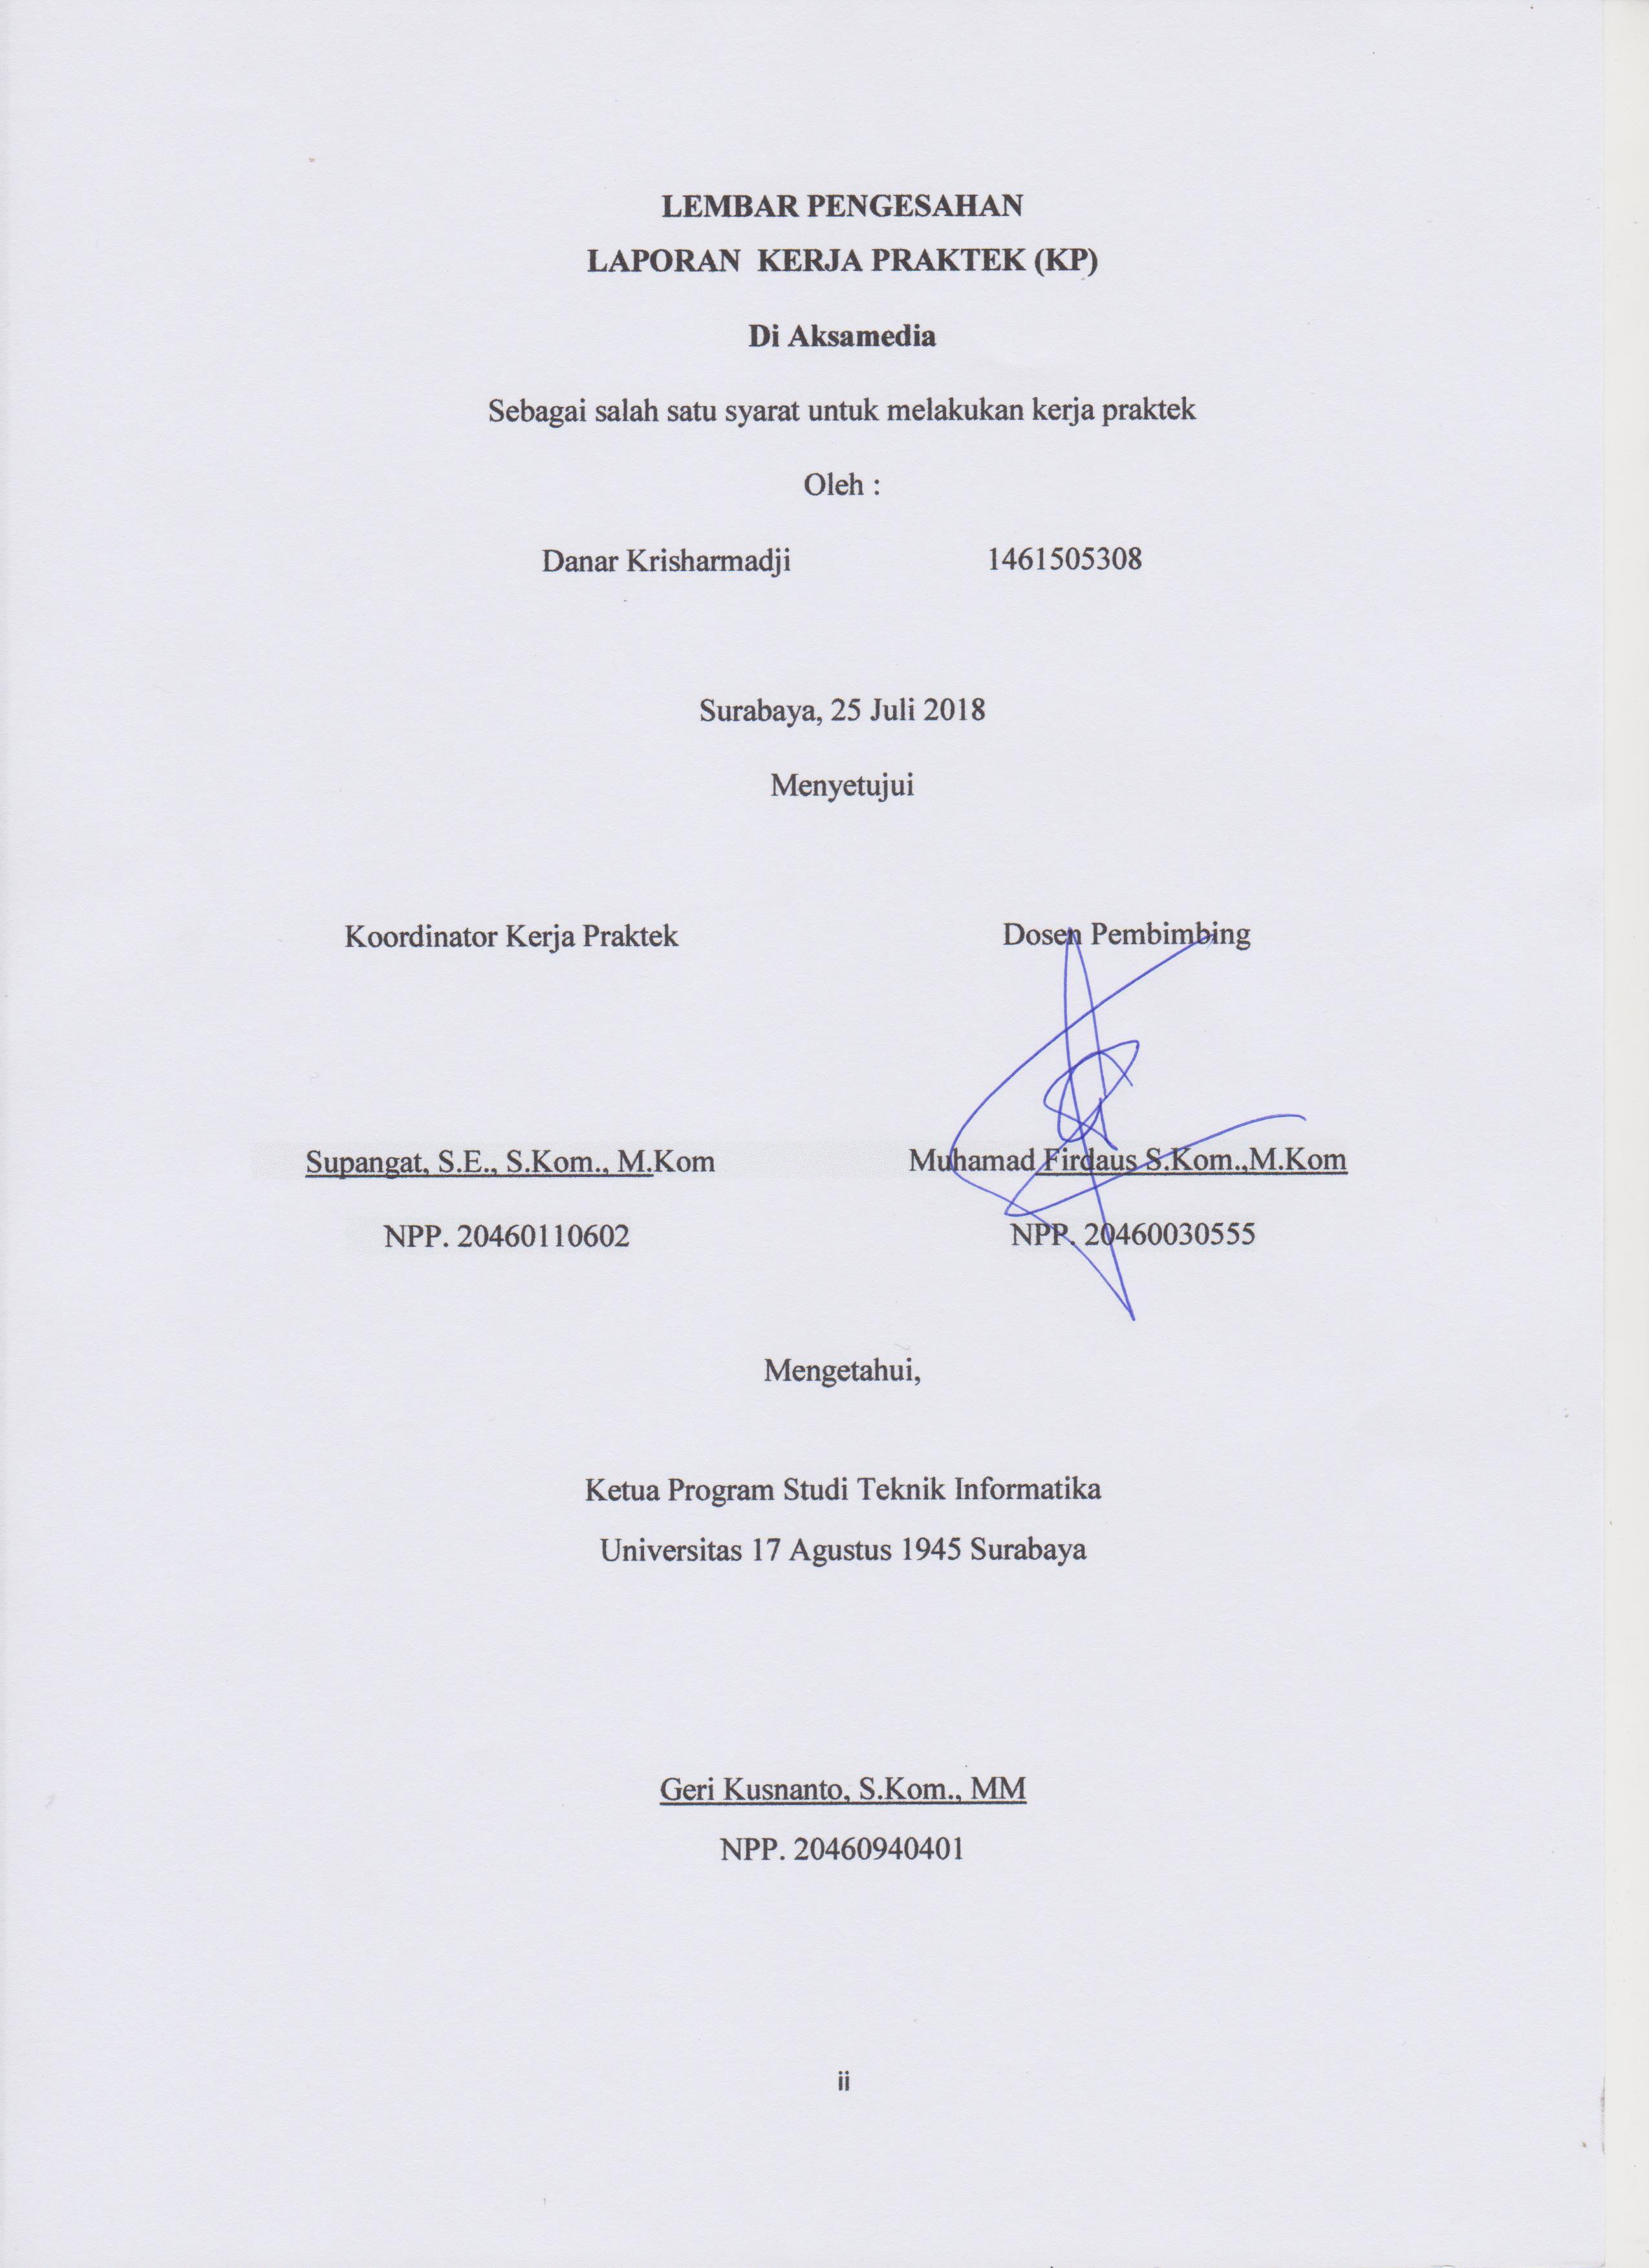 LEMBAR PENGESAHAN
LAPORAN KERJA PRAKTEK (KP)
Di Aksamedia
Sebagai salah satu syarat untuk melakukan kerja praktek
Oleh :
Danar Krisharmadji 1461505308
Surabaya, 25 Juli 2018
Menyetujui
Koordinator Kerja Praktek Dosen Pembimbing
Supangat, S.E., S.Kom., M.Kom Muhamad Firdaus S.Kom.,M.Kom
NPP. 20460110602 NPP. 20460030555
Mengetahui,
Ketua Program Studi Teknik Informatika
Universitas 17 Agustus 1945 Surabaya
Geri Kusnanto, S.Kom., MM
NPP. 20460940401
ii